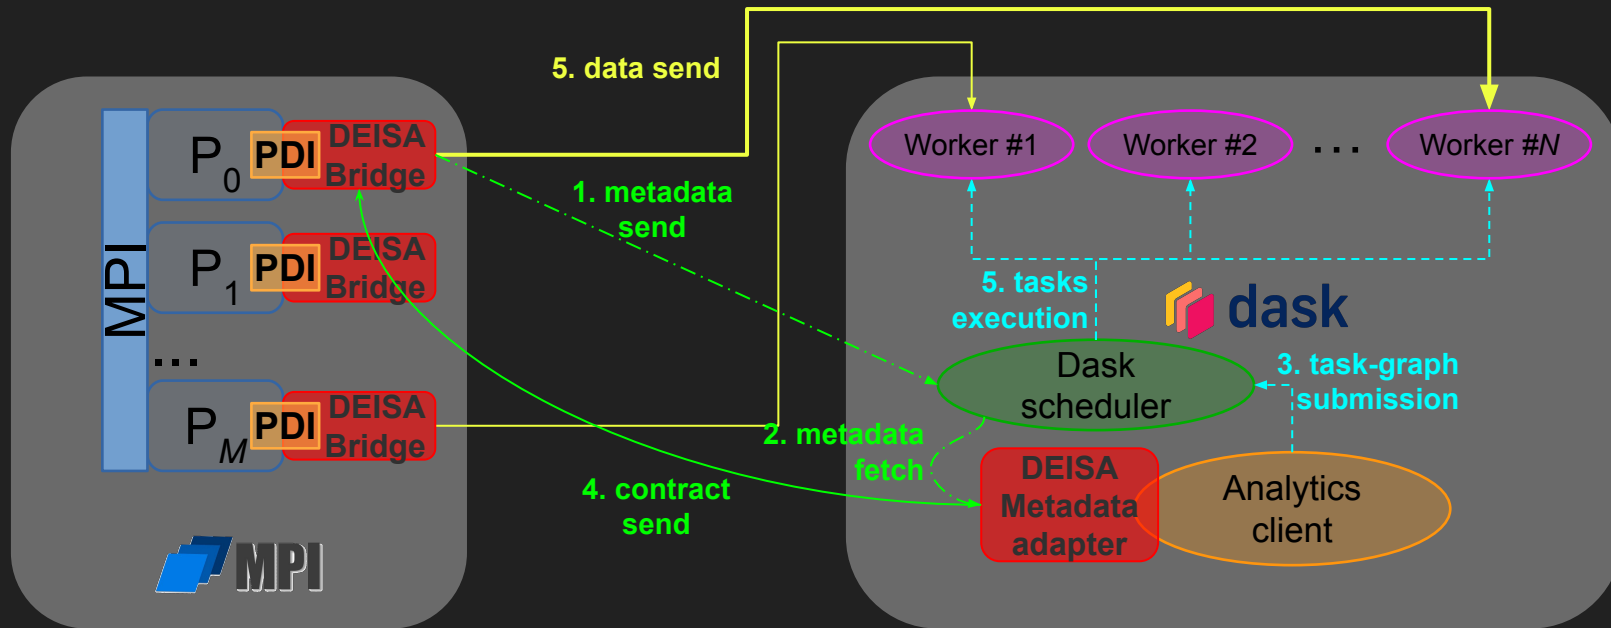 5. data send
MPI
P0
PDI
DEISA
Bridge
P1
PDI
DEISA
Bridge
...
PM
PDI
DEISA
Bridge
MPI
1. metadata
send
2. metadata
fetch
4. contract
send
Worker #1
Worker #2
...
Worker #N
5. tasks
execution
dask
Dask
scheduler
3. task-graph
submission
DEISA
Metadata
adapter
Analytics
client